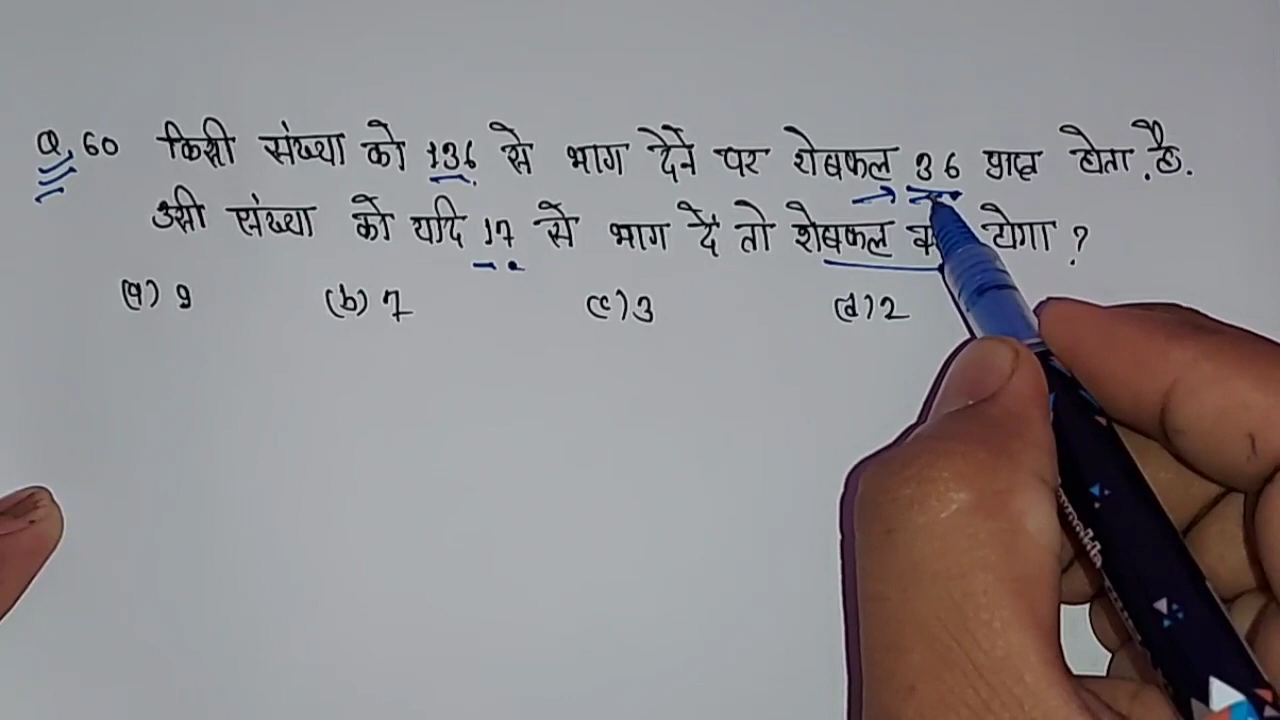 Q, 60 किसी संख्या को 136 से भाग देने पर शेषफल 36 प्राप्त होता है.
उसी संख्या को यदि 17 से भाग दें तो शेषफल होगा ?
(a) 9 (b) 7 (c) 3 (d) 2